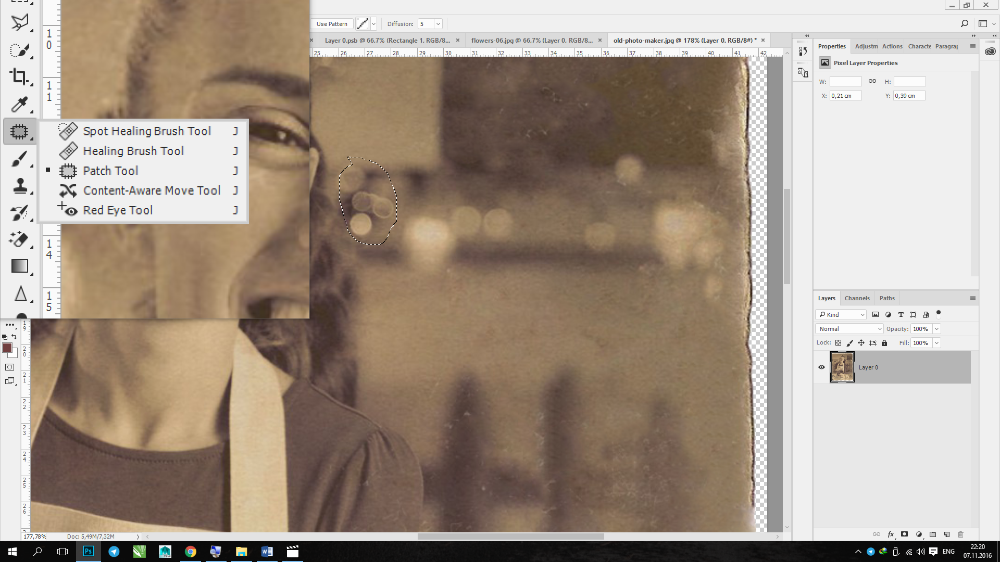 Use Pattern
Diffusion: 5
Layer 0.psb @ 66,7% (Rectangle 1, RGB/8...
flowers-06.jpg @ 66,7% (Layer 0, RGB/8...
old-photo-maker.jpg @ 178% (Layer 0, RGB/8#) *
25 26 27 28 29 30 31 32 33 34 35 36 37 38 39 40 41 42
10
11
14
15
19
20
21
22
23
24
25
26
Spot Healing Brush Tool J
Healing Brush Tool J
Patch Tool J
Content-Aware Move Tool J
Red Eye Tool J
Properties Adjustm Actions Characte Paragrap
Pixel Layer Properties
W: H:
X: 0,21 cm Y: 0,39 cm
Layers Channels Paths
Kind
Normal Opacity: 100%
Lock: Fill: 100%
Layer 0
fx
177,78% Doc: 5,49M/7,32M
Ps
ENG
22:20
07.11.2016